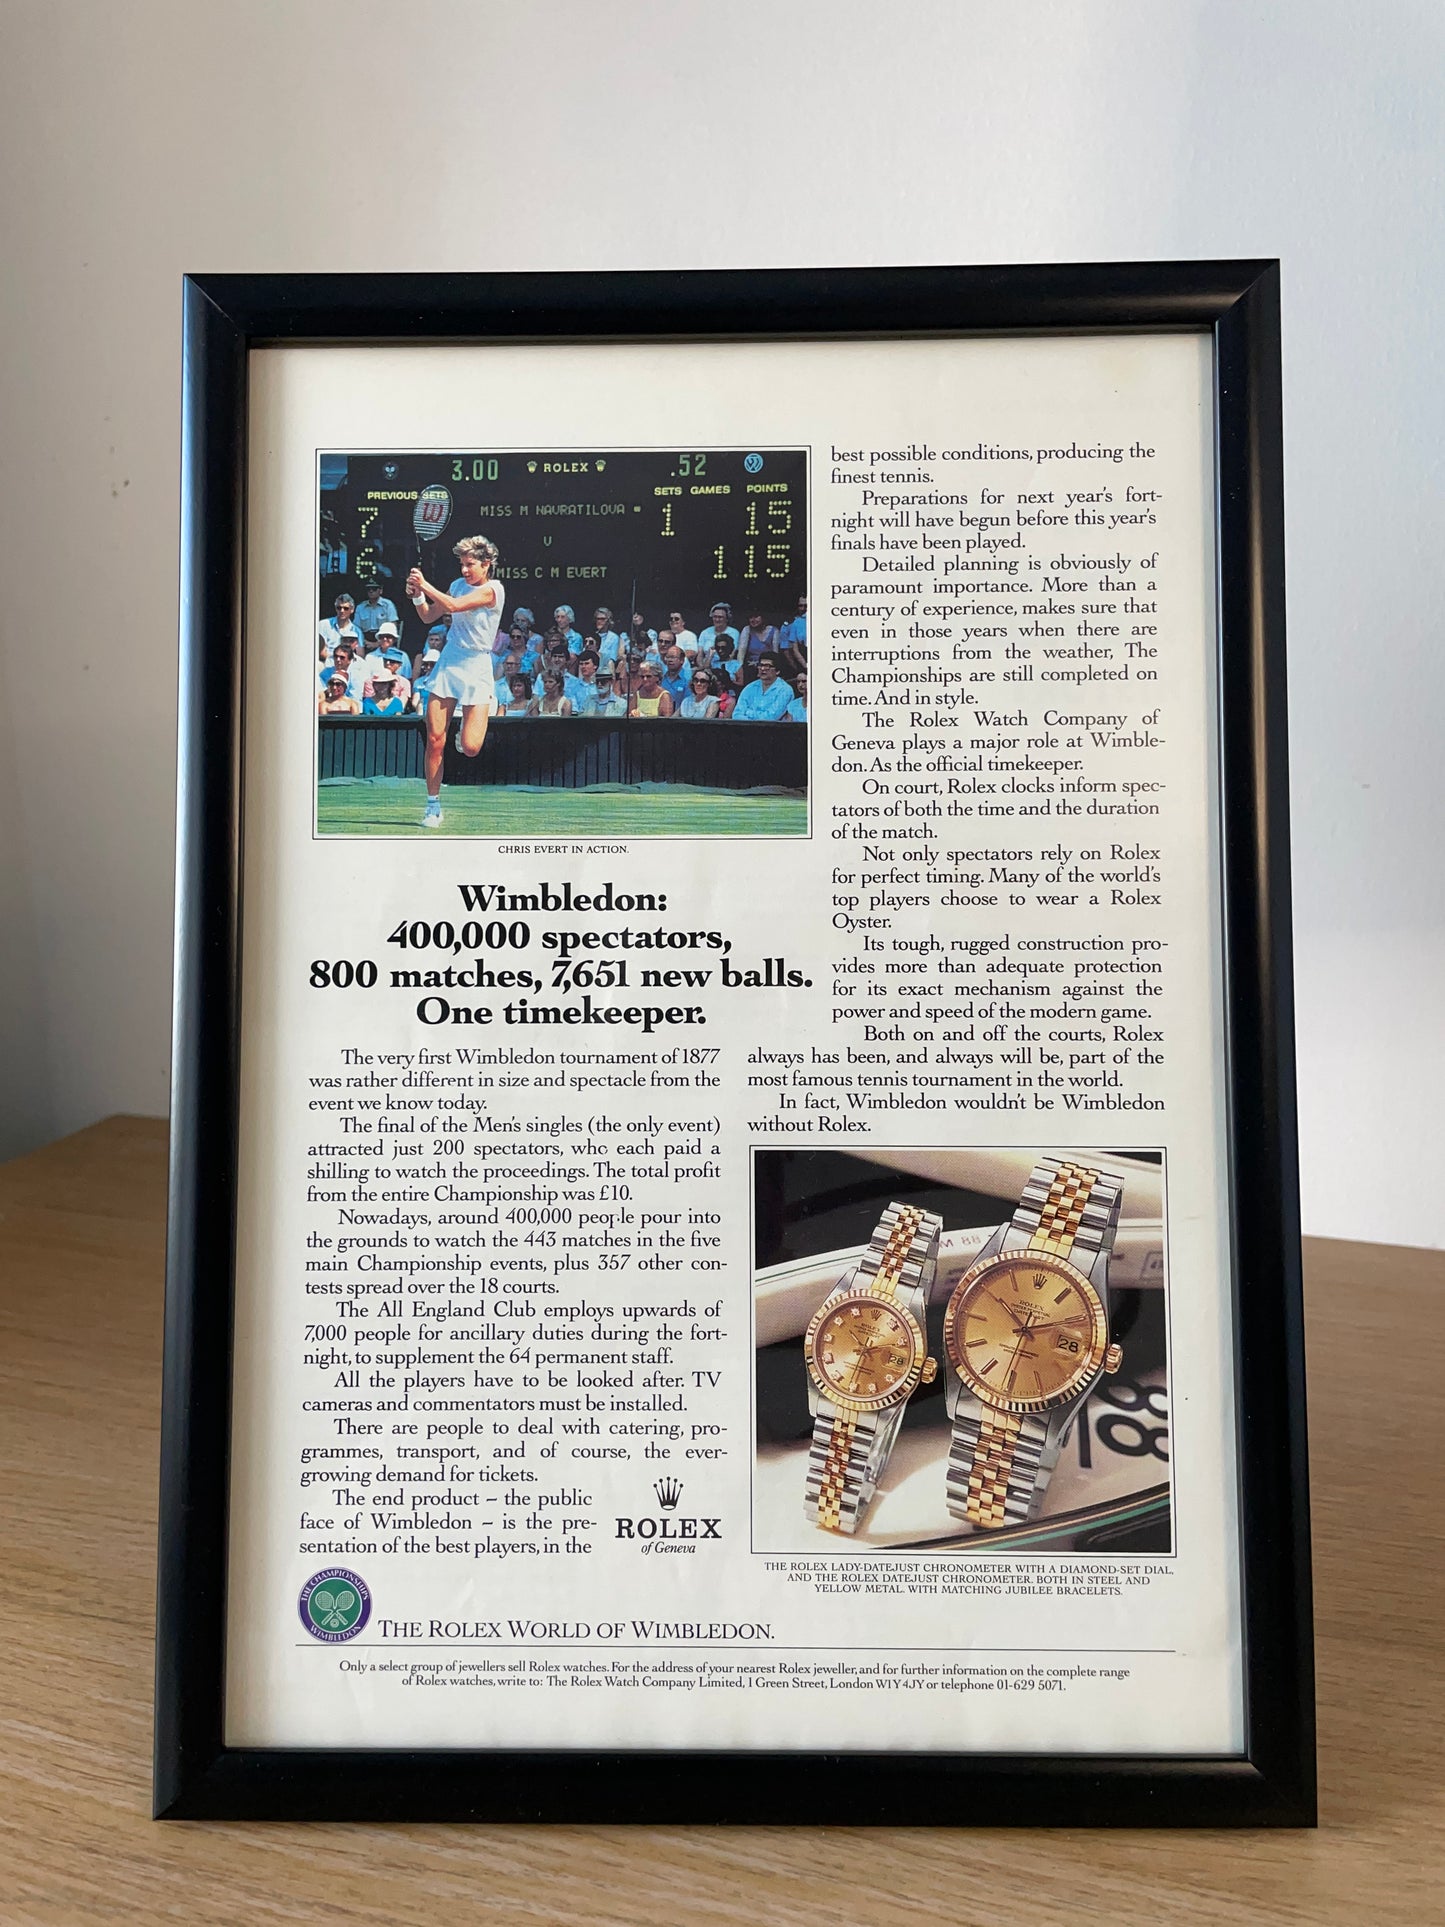 3.00 ROLEX .52
PREVIOUS SETS SETS GAMES POINTS
7 MISS M NAVRATILOVA 1 15
V
6 MISS C M EVERT 1 15
CHRIS EVERT IN ACTION.
Wimbledon:
400,000 spectators,
800 matches, 7,651 new balls.
One timekeeper.
The very first Wimbledon tournament of 1877
was rather different in size and spectacle from the
event we know today.
The final of the Men's singles (the only event)
attracted just 200 spectators, who each paid a
shilling to watch the proceedings. The total profit
from the entire Championship was £10.
Nowadays, around 400,000 people pour into
the grounds to watch the 443 matches in the five
main Championship events, plus 357 other con-
tests spread over the 18 courts.
The All England Club employs upwards of
7,000 people for ancillary duties during the fort-
night, to supplement the 64 permanent staff.
All the players have to be looked after. TV
cameras and commentators must be installed.
There are people to deal with catering, pro-
grammes, transport, and of course, the ever-
growing demand for tickets.
The end product – the public
face of Wimbledon – is the pre-
sentation of the best players, in the
best possible conditions, producing the
finest tennis.
Preparations for next year's fort-
night will have begun before this year's
finals have been played.
Detailed planning is obviously of
paramount importance. More than a
century of experience, makes sure that
even in those years when there are
interruptions from the weather, The
Championships are still completed on
time. And in style.
The Rolex Watch Company of
Geneva plays a major role at Wimble-
don. As the official timekeeper.
On court, Rolex clocks inform spec-
tators of both the time and the duration
of the match.
Not only spectators rely on Rolex
for perfect timing. Many of the world's
top players choose to wear a Rolex
Oyster.
Its tough, rugged construction pro-
vides more than adequate protection
for its exact mechanism against the
power and speed of the modern game.
Both on and off the courts, Rolex
always has been, and always will be, part of the
most famous tennis tournament in the world.
In fact, Wimbledon wouldn't be Wimbledon
without Rolex.
ROLEX
of Geneva
M 88
ROLEX
28
ROLEX
OYSTER PERPETUAL
DATEJUST
28
THE ROLEX LADY-DATEJUST CHRONOMETER WITH A DIAMOND-SET DIAL,
AND THE ROLEX DATEJUST CHRONOMETER. BOTH IN STEEL AND
YELLOW METAL. WITH MATCHING JUBILEE BRACELETS.
THE CHAMPIONSHIPS
WIMBLEDON
THE ROLEX WORLD OF WIMBLEDON.
Only a select group of jewellers sell Rolex watches. For the address of your nearest Rolex jeweller, and for further information on the complete range
of Rolex watches, write to: The Rolex Watch Company Limited, 1 Green Street, London W1Y 4JY or telephone 01-629 5071.